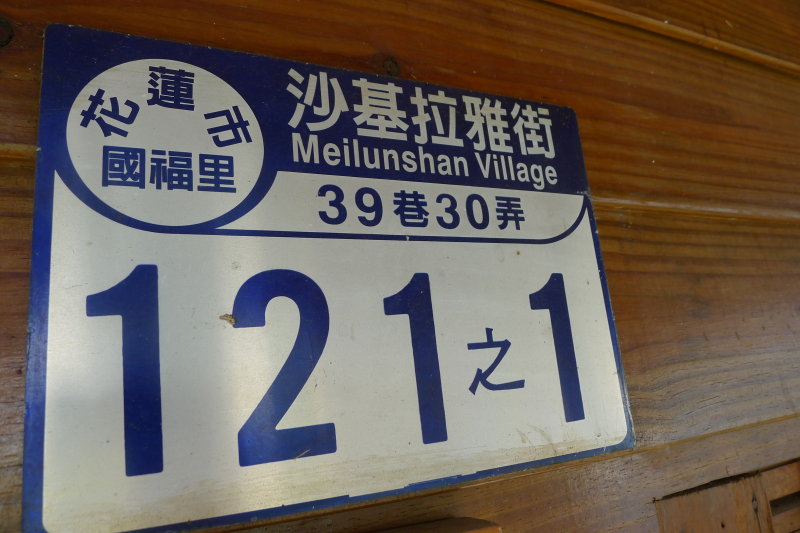 花蓮市
國福里
沙基拉雅街
Meilunshan Village
39巷30弄
121之1